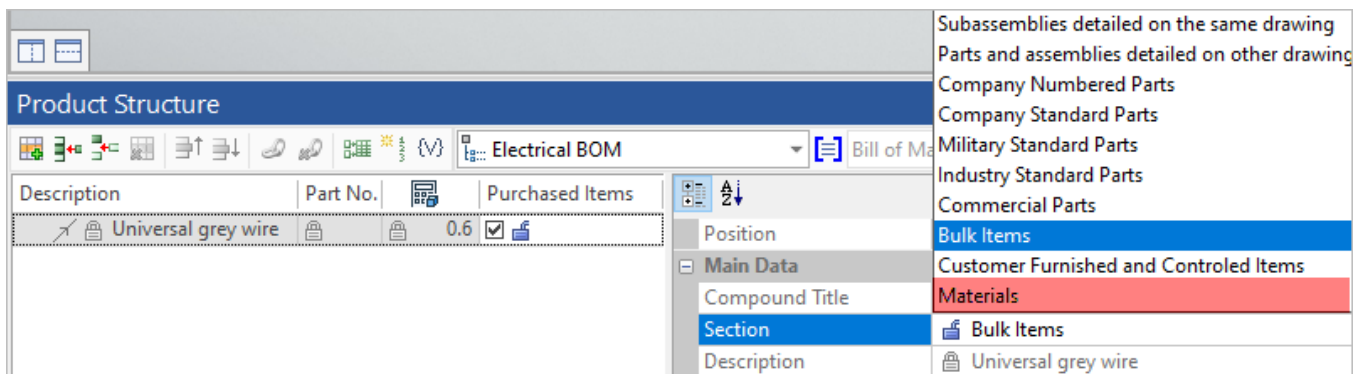 Subassemblies detailed on the same drawing
Parts and assemblies detailed on other drawing
Company Numbered Parts
Company Standard Parts
Military Standard Parts
Industry Standard Parts
Commercial Parts
Bulk Items
Customer Furnished and Controled Items
Materials
Product Structure
{V} Electrical BOM Bill of
Description Part No. Purchased Items
Universal grey wire 0.6
Position
Main Data
Compound Title
Section Bulk Items
Description Universal grey wire